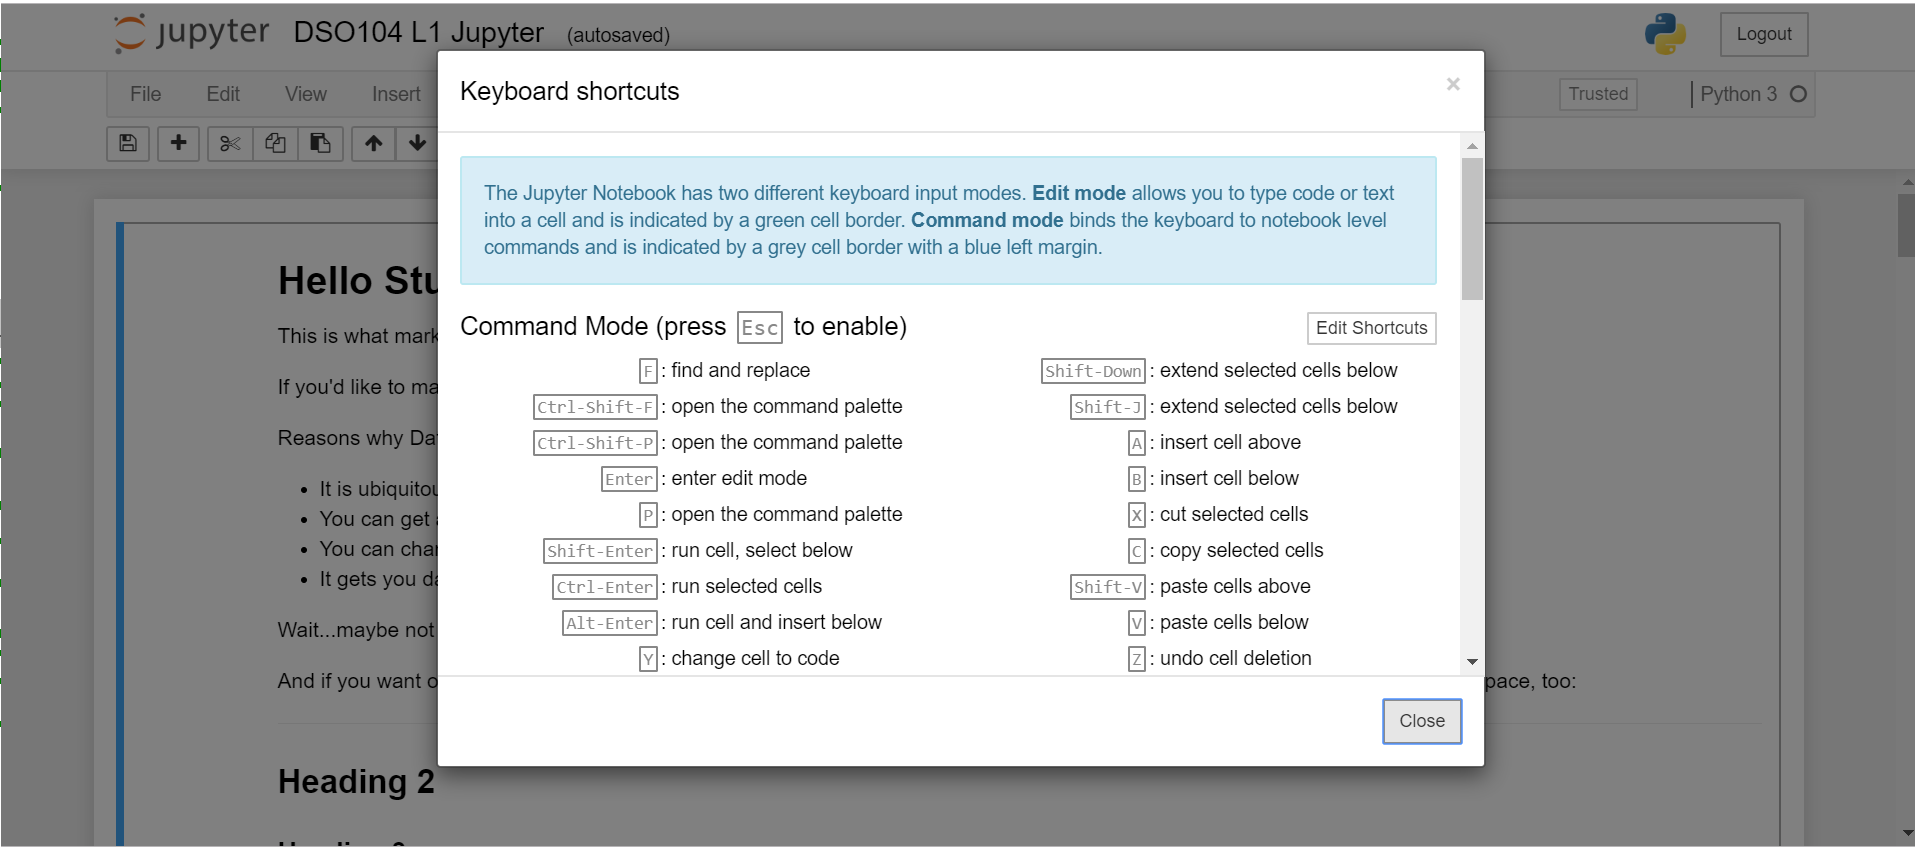 jupyter DSO104 L1 Jupyter (autosaved)
Logout
File Edit View Insert
Trusted
Python 3
Keyboard shortcuts
×
The Jupyter Notebook has two different keyboard input modes. Edit mode allows you to type code or text
into a cell and is indicated by a green cell border. Command mode binds the keyboard to notebook level
commands and is indicated by a grey cell border with a blue left margin.
Command Mode (press Esc to enable)
Edit Shortcuts
F : find and replace
Ctrl-Shift-F : open the command palette
Ctrl-Shift-P : open the command palette
Enter : enter edit mode
P : open the command palette
Shift-Enter : run cell, select below
Ctrl-Enter : run selected cells
Alt-Enter : run cell and insert below
Y : change cell to code
Shift-Down : extend selected cells below
Shift-J : extend selected cells below
A : insert cell above
B : insert cell below
X : cut selected cells
C : copy selected cells
Shift-V : paste cells above
V : paste cells below
Z : undo cell deletion
Close
Hello Stu
This is what mark
If you'd like to ma
Reasons why Da
It is ubiquitou
You can get
You can cha
It gets you da
Wait...maybe not
And if you want o
pace, too:
Heading 2